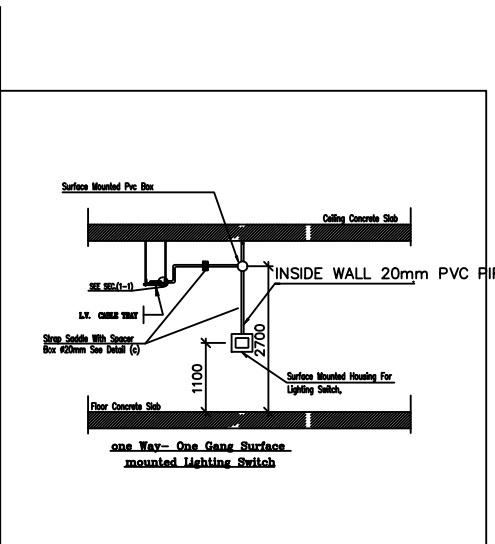 Surface Mounted Pvc Box
Ceiling Concrete Slab
INSIDE WALL 20mm PVC
SEE SEC.(1-1)
L.V. CABLE TRAY
Strap Saddle With Spacer
Box #20mm See Detail (c)
2700
1100
Surface Mounted Housing For
Lighting Switch,
Floor Concrete Slab
one Way- One Gang Surface
mounted Lighting Switch